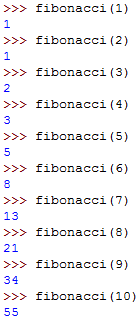 >>> fibonacci(1)
1
>>> fibonacci(2)
1
>>> fibonacci(3)
2
>>> fibonacci(4)
3
>>> fibonacci(5)
5
>>> fibonacci(6)
8
>>> fibonacci(7)
13
>>> fibonacci(8)
21
>>> fibonacci(9)
34
>>> fibonacci(10)
55